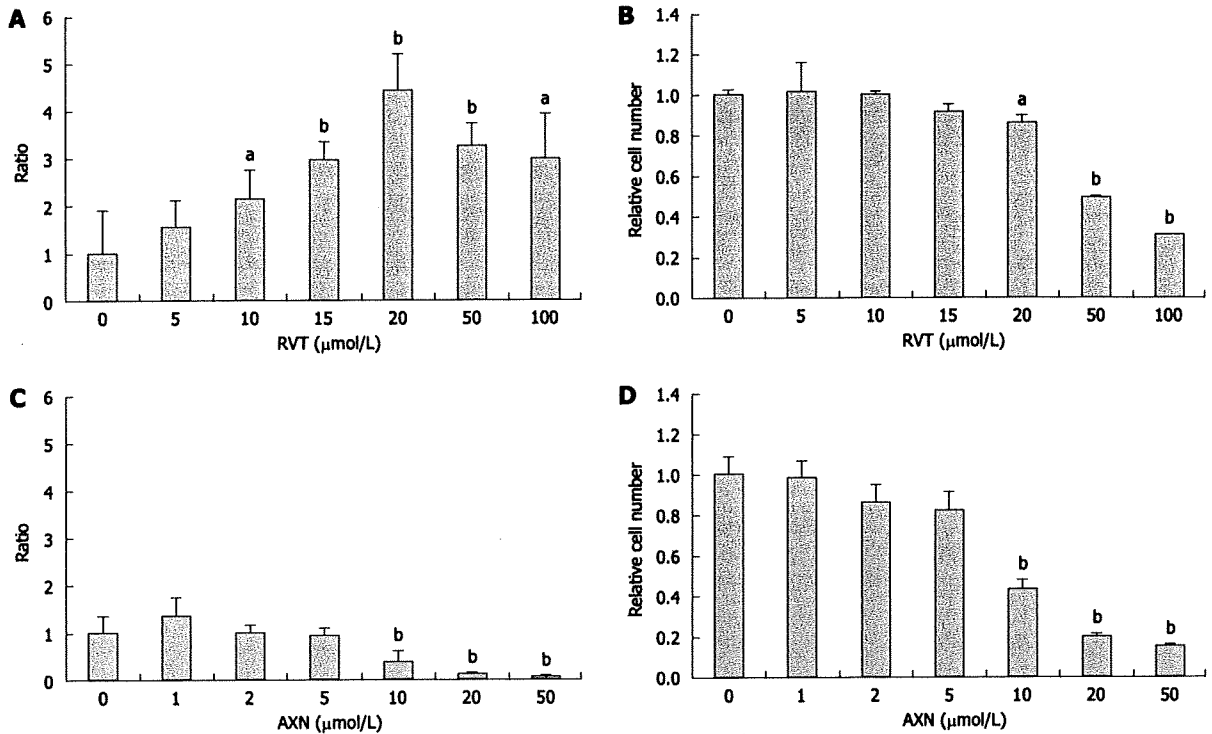 A
6
5
4
3
2
1
0
Ratio
a
b
b
b
a
0 5 10 15 20 50 100
RVT (μmol/L)
B
1.4
1.2
1.0
0.8
0.6
0.4
0.2
0.0
Relative cell number
a
b
b
0 5 10 15 20 50 100
RVT (μmol/L)
C
6
5
4
3
2
1
0
Ratio
b
b
b
0 1 2 5 10 20 50
AXN (μmol/L)
D
1.4
1.2
1.0
0.8
0.6
0.4
0.2
0.0
Relative cell number
b
b
b
0 1 2 5 10 20 50
AXN (μmol/L)